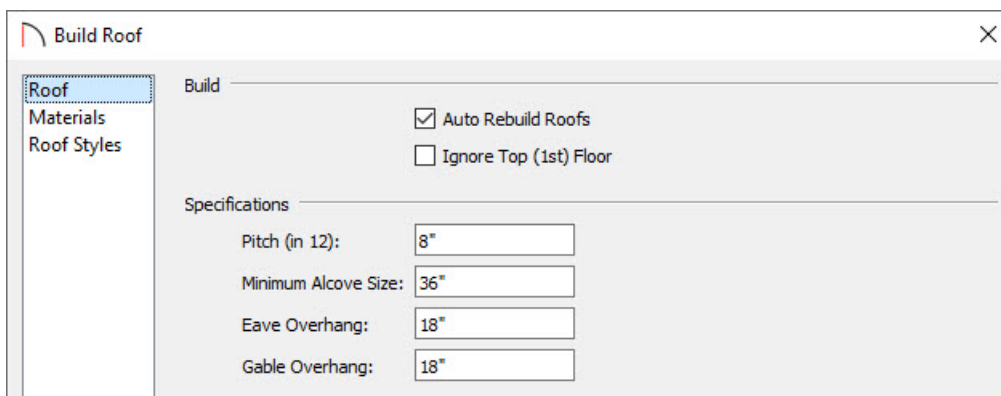 Build Roof
Roof
Materials
Roof Styles
Build
Auto Rebuild Roofs
Ignore Top (1st) Floor
Specifications
Pitch (in 12): 8"
Minimum Alcove Size: 36"
Eave Overhang: 18"
Gable Overhang: 18"